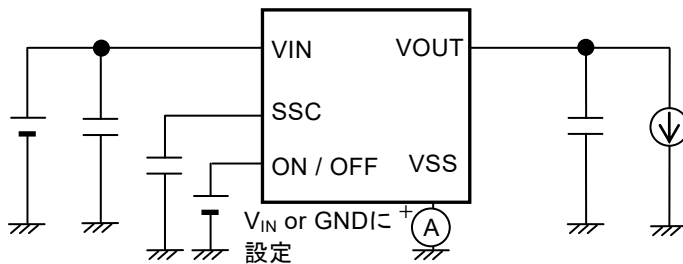 VIN
VOUT
SSC
ON / OFF
VSS
VIN or GNDに
設定
+
A